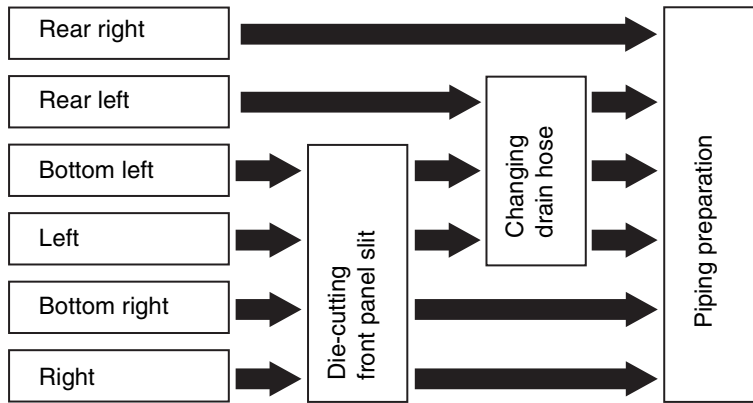 Rear right
Rear left
Bottom left
Left
Bottom right
Right
Die-cutting
front panel slit
Changing
drain hose
Piping preparation